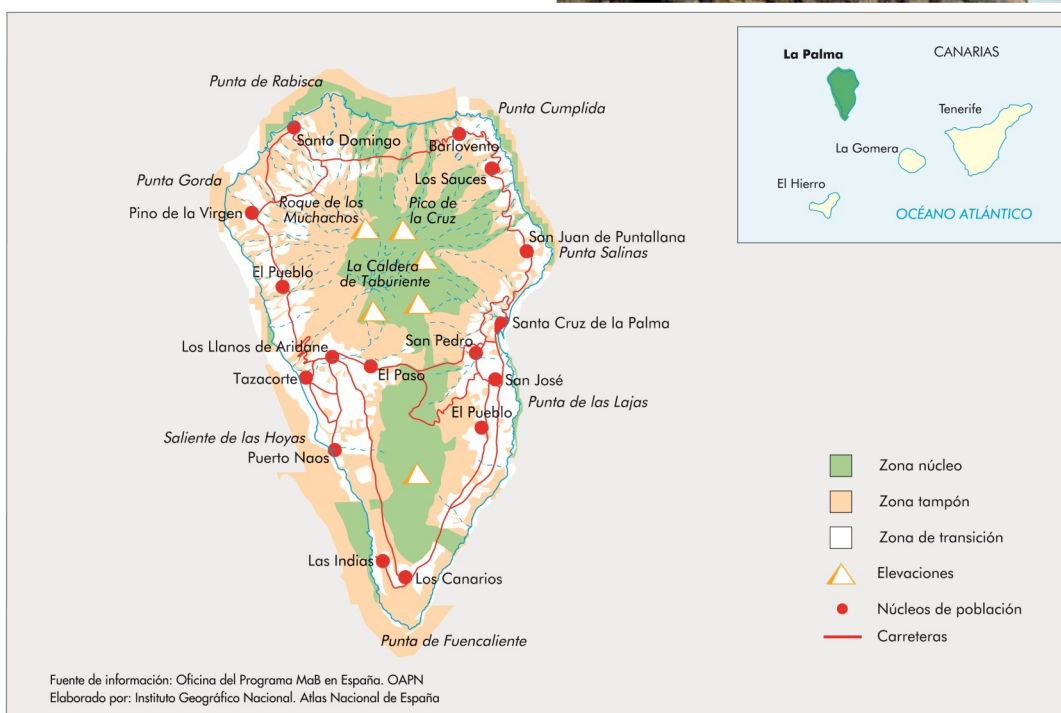 Punta de Rabisca
Punta Cumplida
Santo Domingo
Barlovento
Los Sauces
Punta Gorda
Pino de la Virgen
Roque de los
Muchachos
Pico de
la Cruz
San Juan de Puntallana
Punta Salinas
El Pueblo
La Caldera
de Taburiente
Santa Cruz de la Palma
Los Llanos de Aridane
San Pedro
Tazacorte
El Paso
San José
El Pueblo
Punta de las Lajas
Saliente de las Hoyas
Puerto Naos
Las Indias
Los Canarios
Punta de Fuencaliente
La Palma
CANARIAS
Tenerife
La Gomera
El Hierro
OCÉANO ATLÁNTICO
Zona núcleo
Zona tampón
Zona de transición
Elevaciones
Núcleos de población
Carreteras
Fuente de información: Oficina del Programa MaB en España. OAPN
Elaborado por: Instituto Geográfico Nacional. Atlas Nacional de España